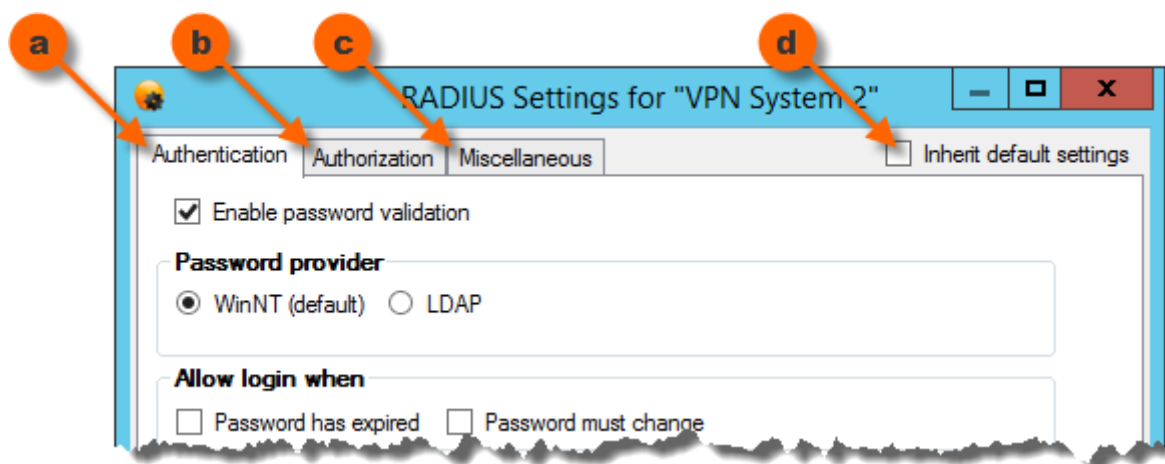 a b c d
RADIUS Settings for "VPN System 2"
Authentication Authorization Miscellaneous Inherit default settings
Enable password validation
Password provider
WinNT (default) LDAP
Allow login when
Password has expired Password must change